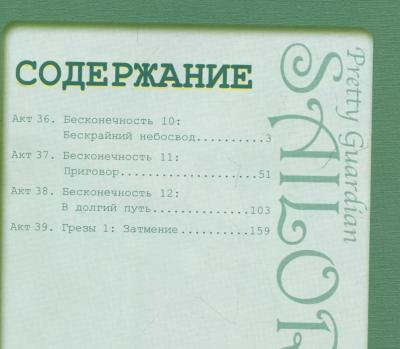 СОДЕРЖАНИЕ
Акт 36. Бесконечность 10:
Бескрайний небосвод..........3
Акт 37. Бесконечность 11:
Приговор....................51
Акт 38. Бесконечность 12:
В долгий путь..............103
Акт 39. Грезы 1: Затмение..........159
Pretty Guardian
SAILOR